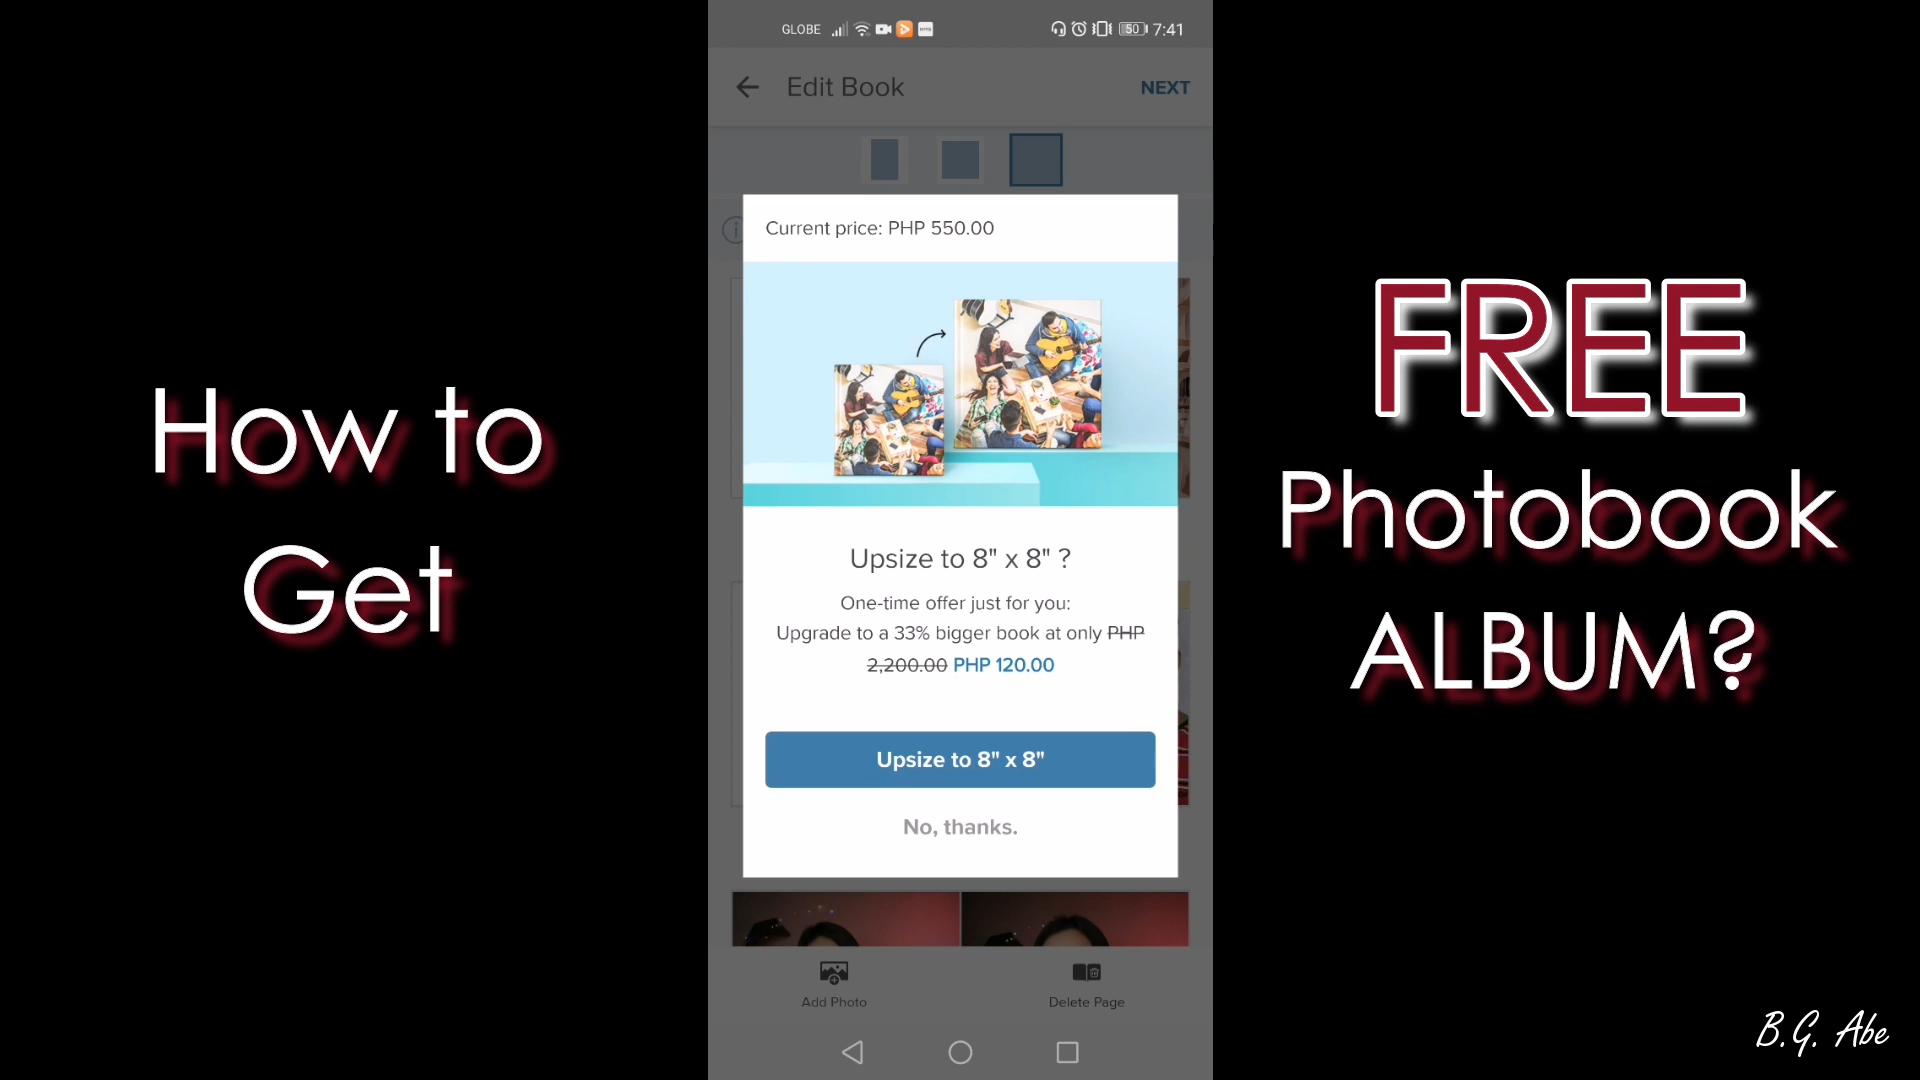 How to
Get
GLOBE
50 7:41
Edit Book
NEXT
Current price: PHP 550.00
Upsize to 8" x 8" ?
One-time offer just for you:
Upgrade to a 33% bigger book at only PHP
2,200.00 PHP 120.00
Upsize to 8" x 8"
No, thanks.
Add Photo
Delete Page
FREE
Photobook
ALBUM?
B.G. Abe